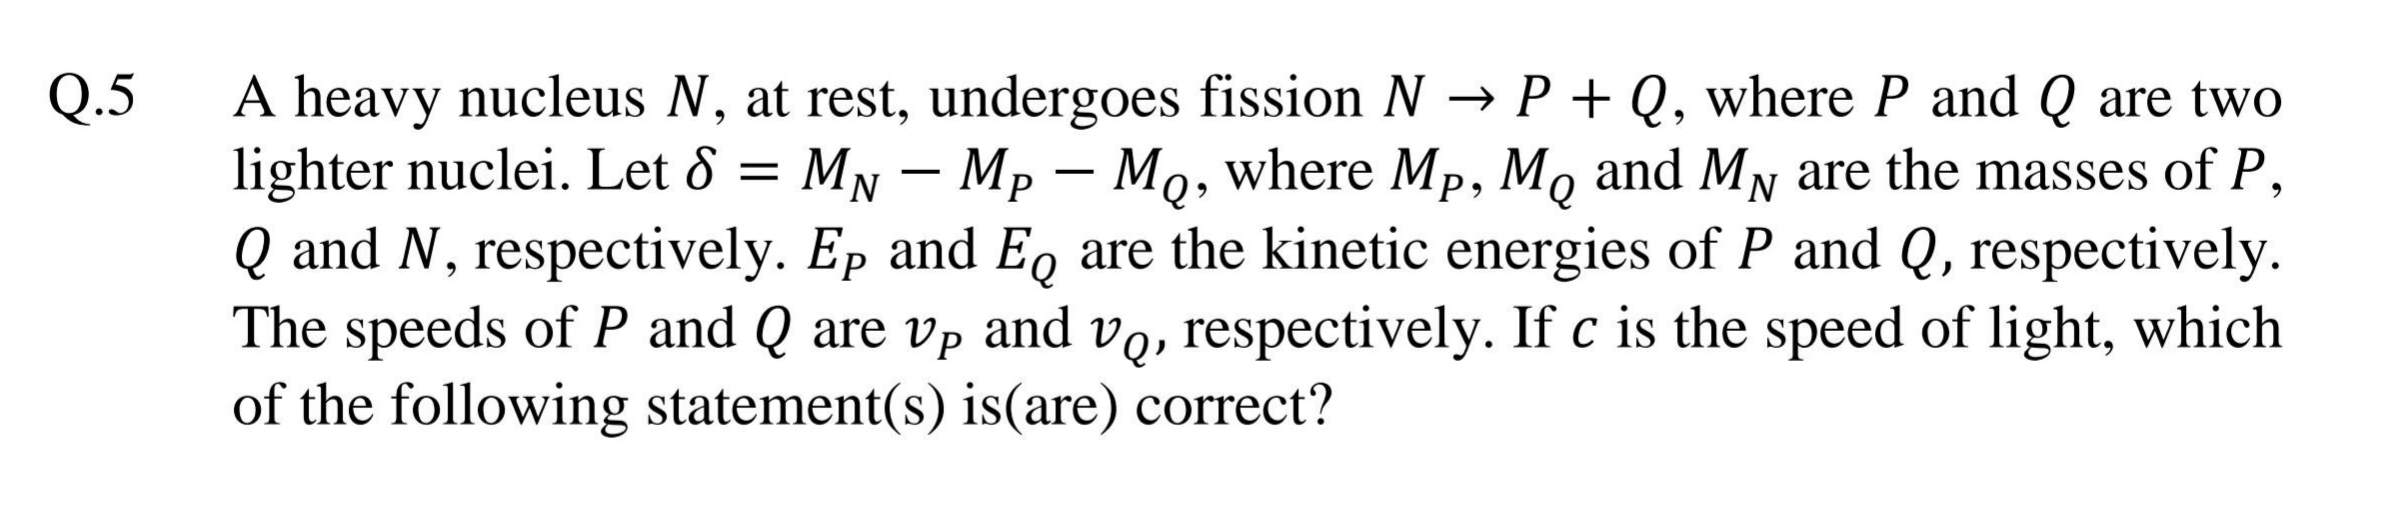 Q.5 A heavy nucleus N, at rest, undergoes fission N → P + Q, where P and Q are two
lighter nuclei. Let δ = M_N − M_P − M_Q, where M_P, M_Q and M_N are the masses of P,
Q and N, respectively. E_P and E_Q are the kinetic energies of P and Q, respectively.
The speeds of P and Q are v_P and v_Q, respectively. If c is the speed of light, which
of the following statement(s) is(are) correct?